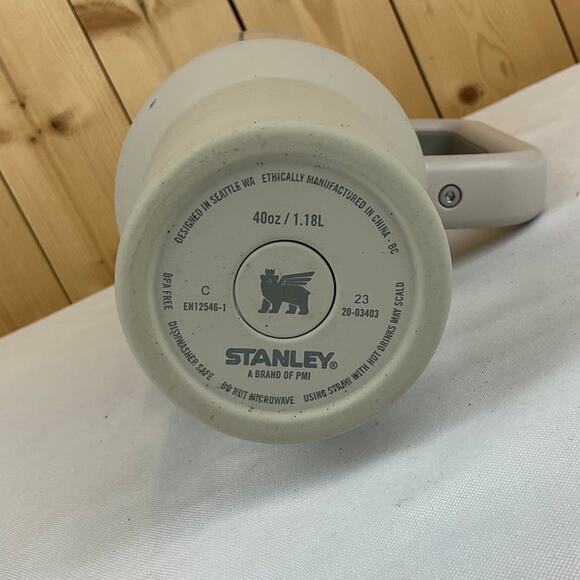 DESIGNED IN SEATTLE WA ETHICALLY MANUFACTURED IN CHINA - BC
40oz / 1.18L
C
EN12546-1
23
20-03403
STANLEY®
A BRAND OF PMI
BPA FREE DISHWASHER SAFE DO NOT MICROWAVE USING STRAW WITH HOT DRINKS MAY SCALD